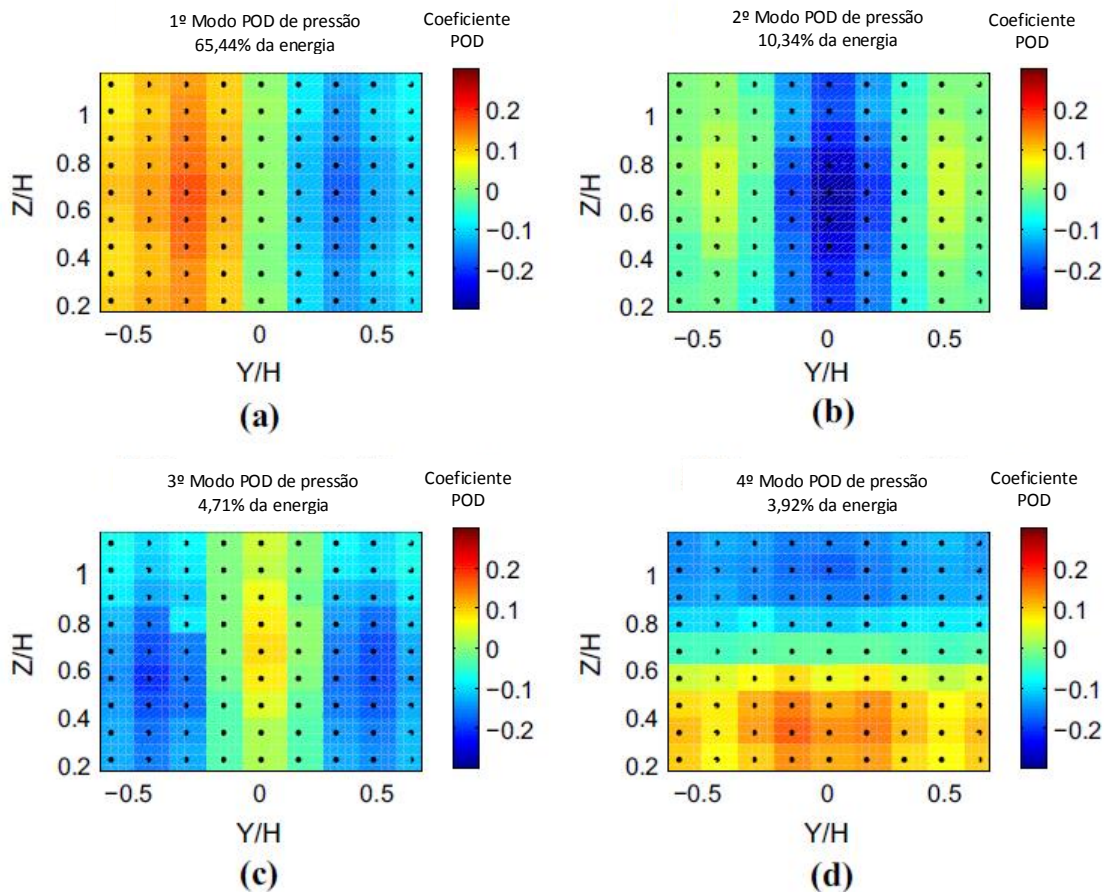 1º Modo POD de pressão
65,44% da energia
Coeficiente
POD
0.2
0.1
0
−0.1
−0.2
Z/H
1
0.8
0.6
0.4
0.2
−0.5
0
0.5
Y/H
(a)
2º Modo POD de pressão
10,34% da energia
Coeficiente
POD
0.2
0.1
0
−0.1
−0.2
Z/H
1
0.8
0.6
0.4
0.2
−0.5
0
0.5
Y/H
(b)
3º Modo POD de pressão
4,71% da energia
Coeficiente
POD
0.2
0.1
0
−0.1
−0.2
Z/H
1
0.8
0.6
0.4
0.2
−0.5
0
0.5
Y/H
(c)
4º Modo POD de pressão
3,92% da energia
Coeficiente
POD
0.2
0.1
0
−0.1
−0.2
Z/H
1
0.8
0.6
0.4
0.2
−0.5
0
0.5
Y/H
(d)